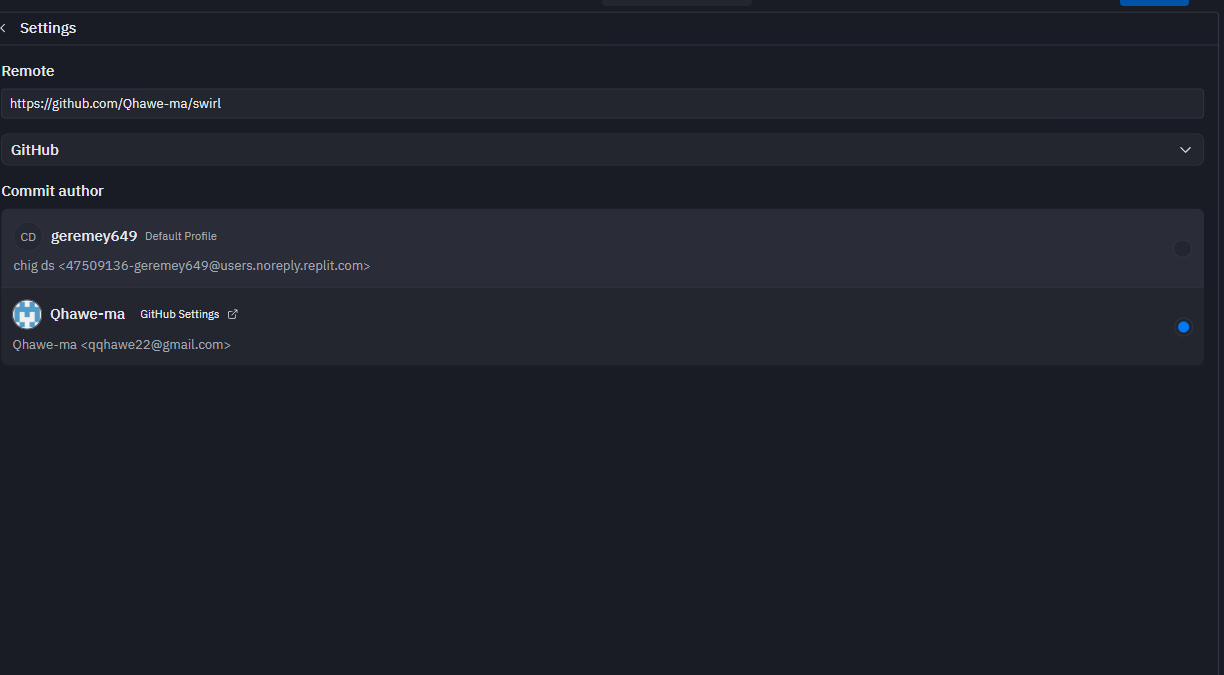 Settings
Remote
https://github.com/Qhawe-ma/swirl
GitHub
Commit author
CD geremey649 Default Profile
chig ds <47509136-geremey649@users.noreply.replit.com>
Qhawe-ma GitHub Settings
Qhawe-ma <qqhawe22@gmail.com>